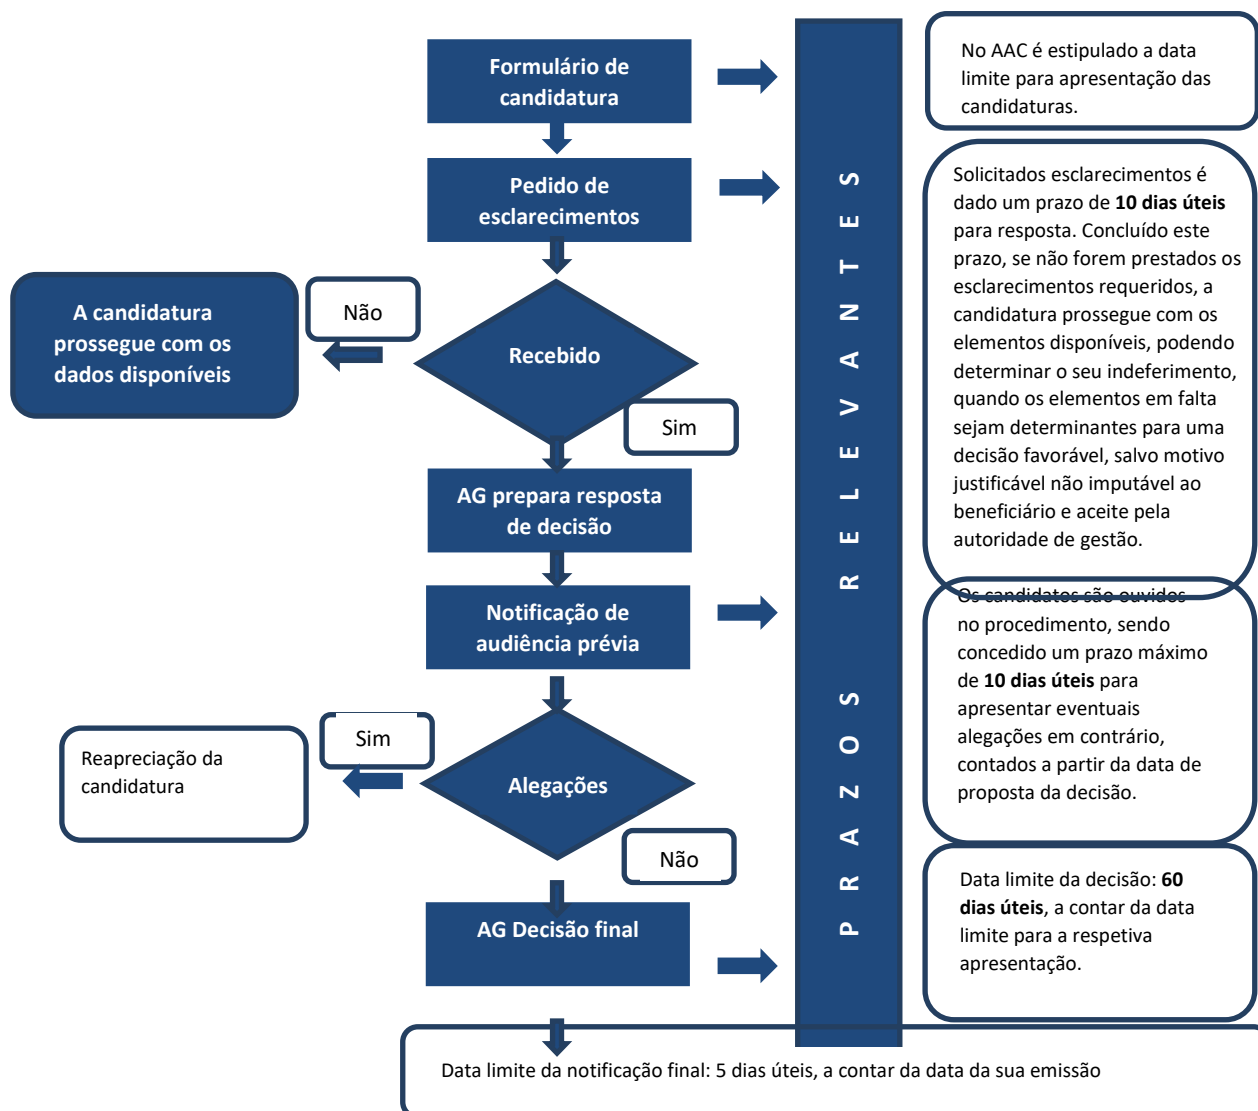 Formulário de
candidatura
No AAC é estipulado a data
limite para apresentação das
candidaturas.
Pedido de
esclarecimentos
Solicitados esclarecimentos é
dado um prazo de 10 dias úteis
para resposta. Concluído este
prazo, se não forem prestados os
esclarecimentos requeridos, a
candidatura prossegue com os
elementos disponíveis, podendo
determinar o seu indeferimento,
quando os elementos em falta
sejam determinantes para uma
decisão favorável, salvo motivo
justificável não imputável ao
beneficiário e aceite pela
autoridade de gestão.
Recebido
Não
A candidatura
prossegue com os
dados disponíveis
Sim
AG prepara resposta
de decisão
Notificação de
audiência prévia
Os candidatos são ouvidos
no procedimento, sendo
concedido um prazo máximo
de 10 dias úteis para
apresentar eventuais
alegações em contrário,
contados a partir da data de
proposta da decisão.
Alegações
Sim
Reapreciação da
candidatura
Não
AG Decisão final
Data limite da decisão: 60
dias úteis, a contar da data
limite para a respetiva
apresentação.
PRAZOS RELEVANTES
Data limite da notificação final: 5 dias úteis, a contar da data da sua emissão